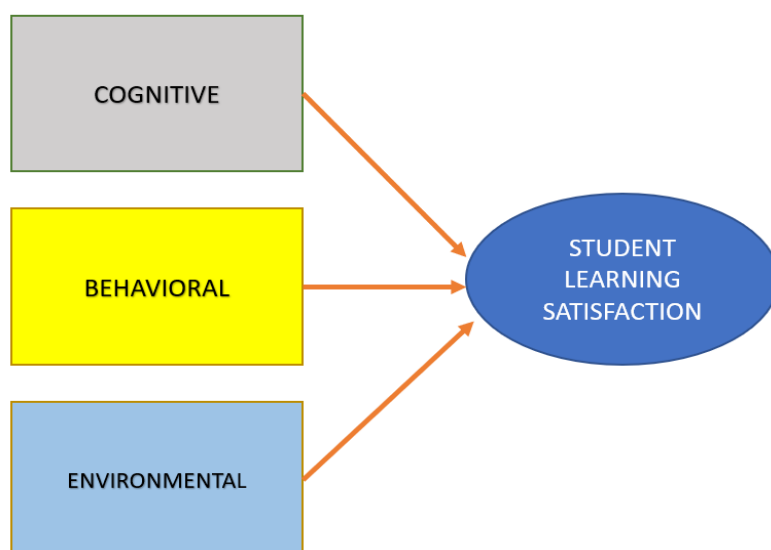 COGNITIVE
BEHAVIORAL
ENVIRONMENTAL
STUDENT
LEARNING
SATISFACTION